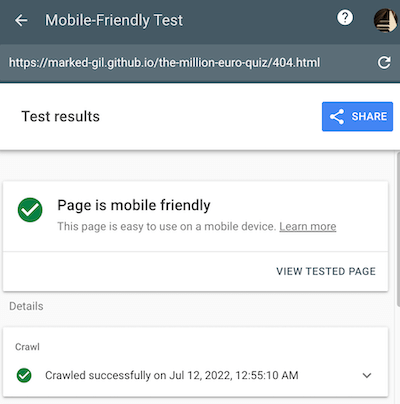 Mobile-Friendly Test
https://marked-gil.github.io/the-million-euro-quiz/404.html
Test results
SHARE
Page is mobile friendly
This page is easy to use on a mobile device. Learn more
VIEW TESTED PAGE
Details
Crawl
Crawled successfully on Jul 12, 2022, 12:55:10 AM